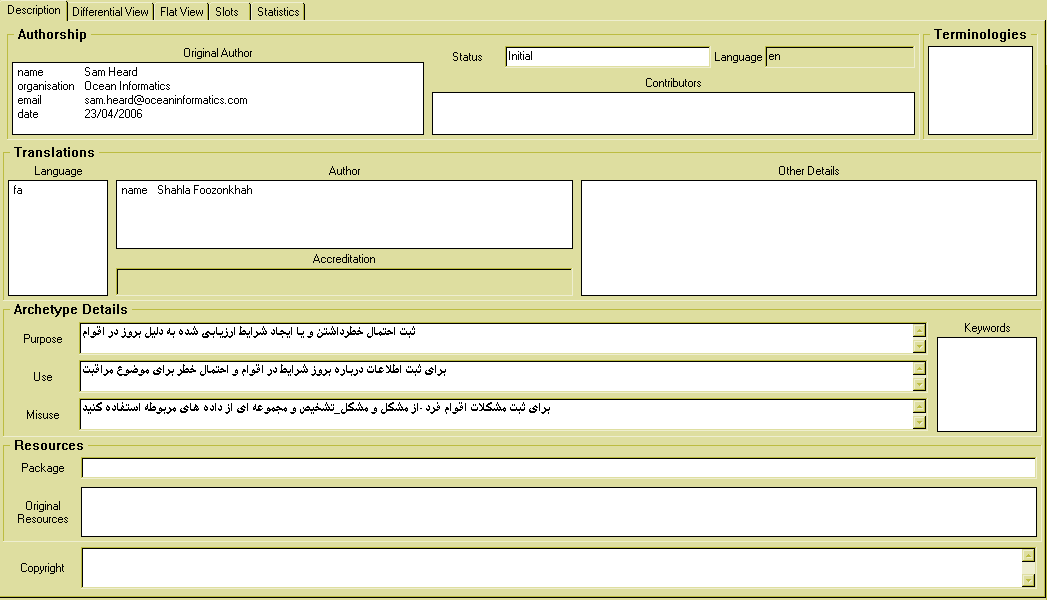 Description
Differential View
Flat View
Slots
Statistics
Authorship
Original Author
name Sam Heard
organisation Ocean Informatics
email sam.heard@oceaninformatics.com
date 23/04/2006
Status Initial
Language en
Contributors
Terminologies
Translations
Language
fa
Author
name Shahla Foozonkhah
Accreditation
Other Details
Archetype Details
Purpose
ثبت احتمال خطرداشتن و یا ایجاد شرایط ارزیابی شده به دلیل بروز در اقوام
Use
برای ثبت اطلاعات درباره بروز شرایط در اقوام و احتمال خطر برای موضوع مراقبت
Misuse
برای ثبت مشکلات اقوام فرد -از مشکل و مشکل_تشخیص و مجموعه ای از داده های مربوطه استفاده کنید
Keywords
Resources
Package
Original
Resources
Copyright